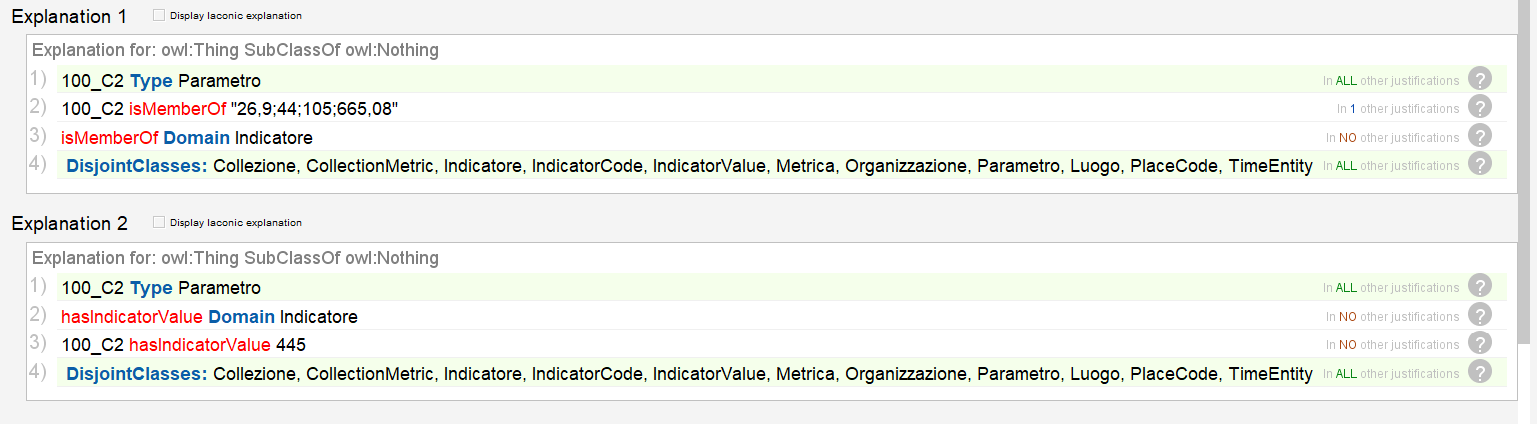 Explanation 1 Display laconic explanation
Explanation for: owl:Thing SubClassOf owl:Nothing
1) 100_C2 Type Parametro In ALL other justifications ?
2) 100_C2 isMemberOf "26,9;44;105;665,08" In 1 other justifications ?
3) isMemberOf Domain Indicatore In NO other justifications ?
4) DisjointClasses: Collezione, CollectionMetric, Indicatore, IndicatorCode, IndicatorValue, Metrica, Organizzazione, Parametro, Luogo, PlaceCode, TimeEntity In ALL other justifications ?
Explanation 2 Display laconic explanation
Explanation for: owl:Thing SubClassOf owl:Nothing
1) 100_C2 Type Parametro In ALL other justifications ?
2) hasIndicatorValue Domain Indicatore In NO other justifications ?
3) 100_C2 hasIndicatorValue 445 In NO other justifications ?
4) DisjointClasses: Collezione, CollectionMetric, Indicatore, IndicatorCode, IndicatorValue, Metrica, Organizzazione, Parametro, Luogo, PlaceCode, TimeEntity In ALL other justifications ?